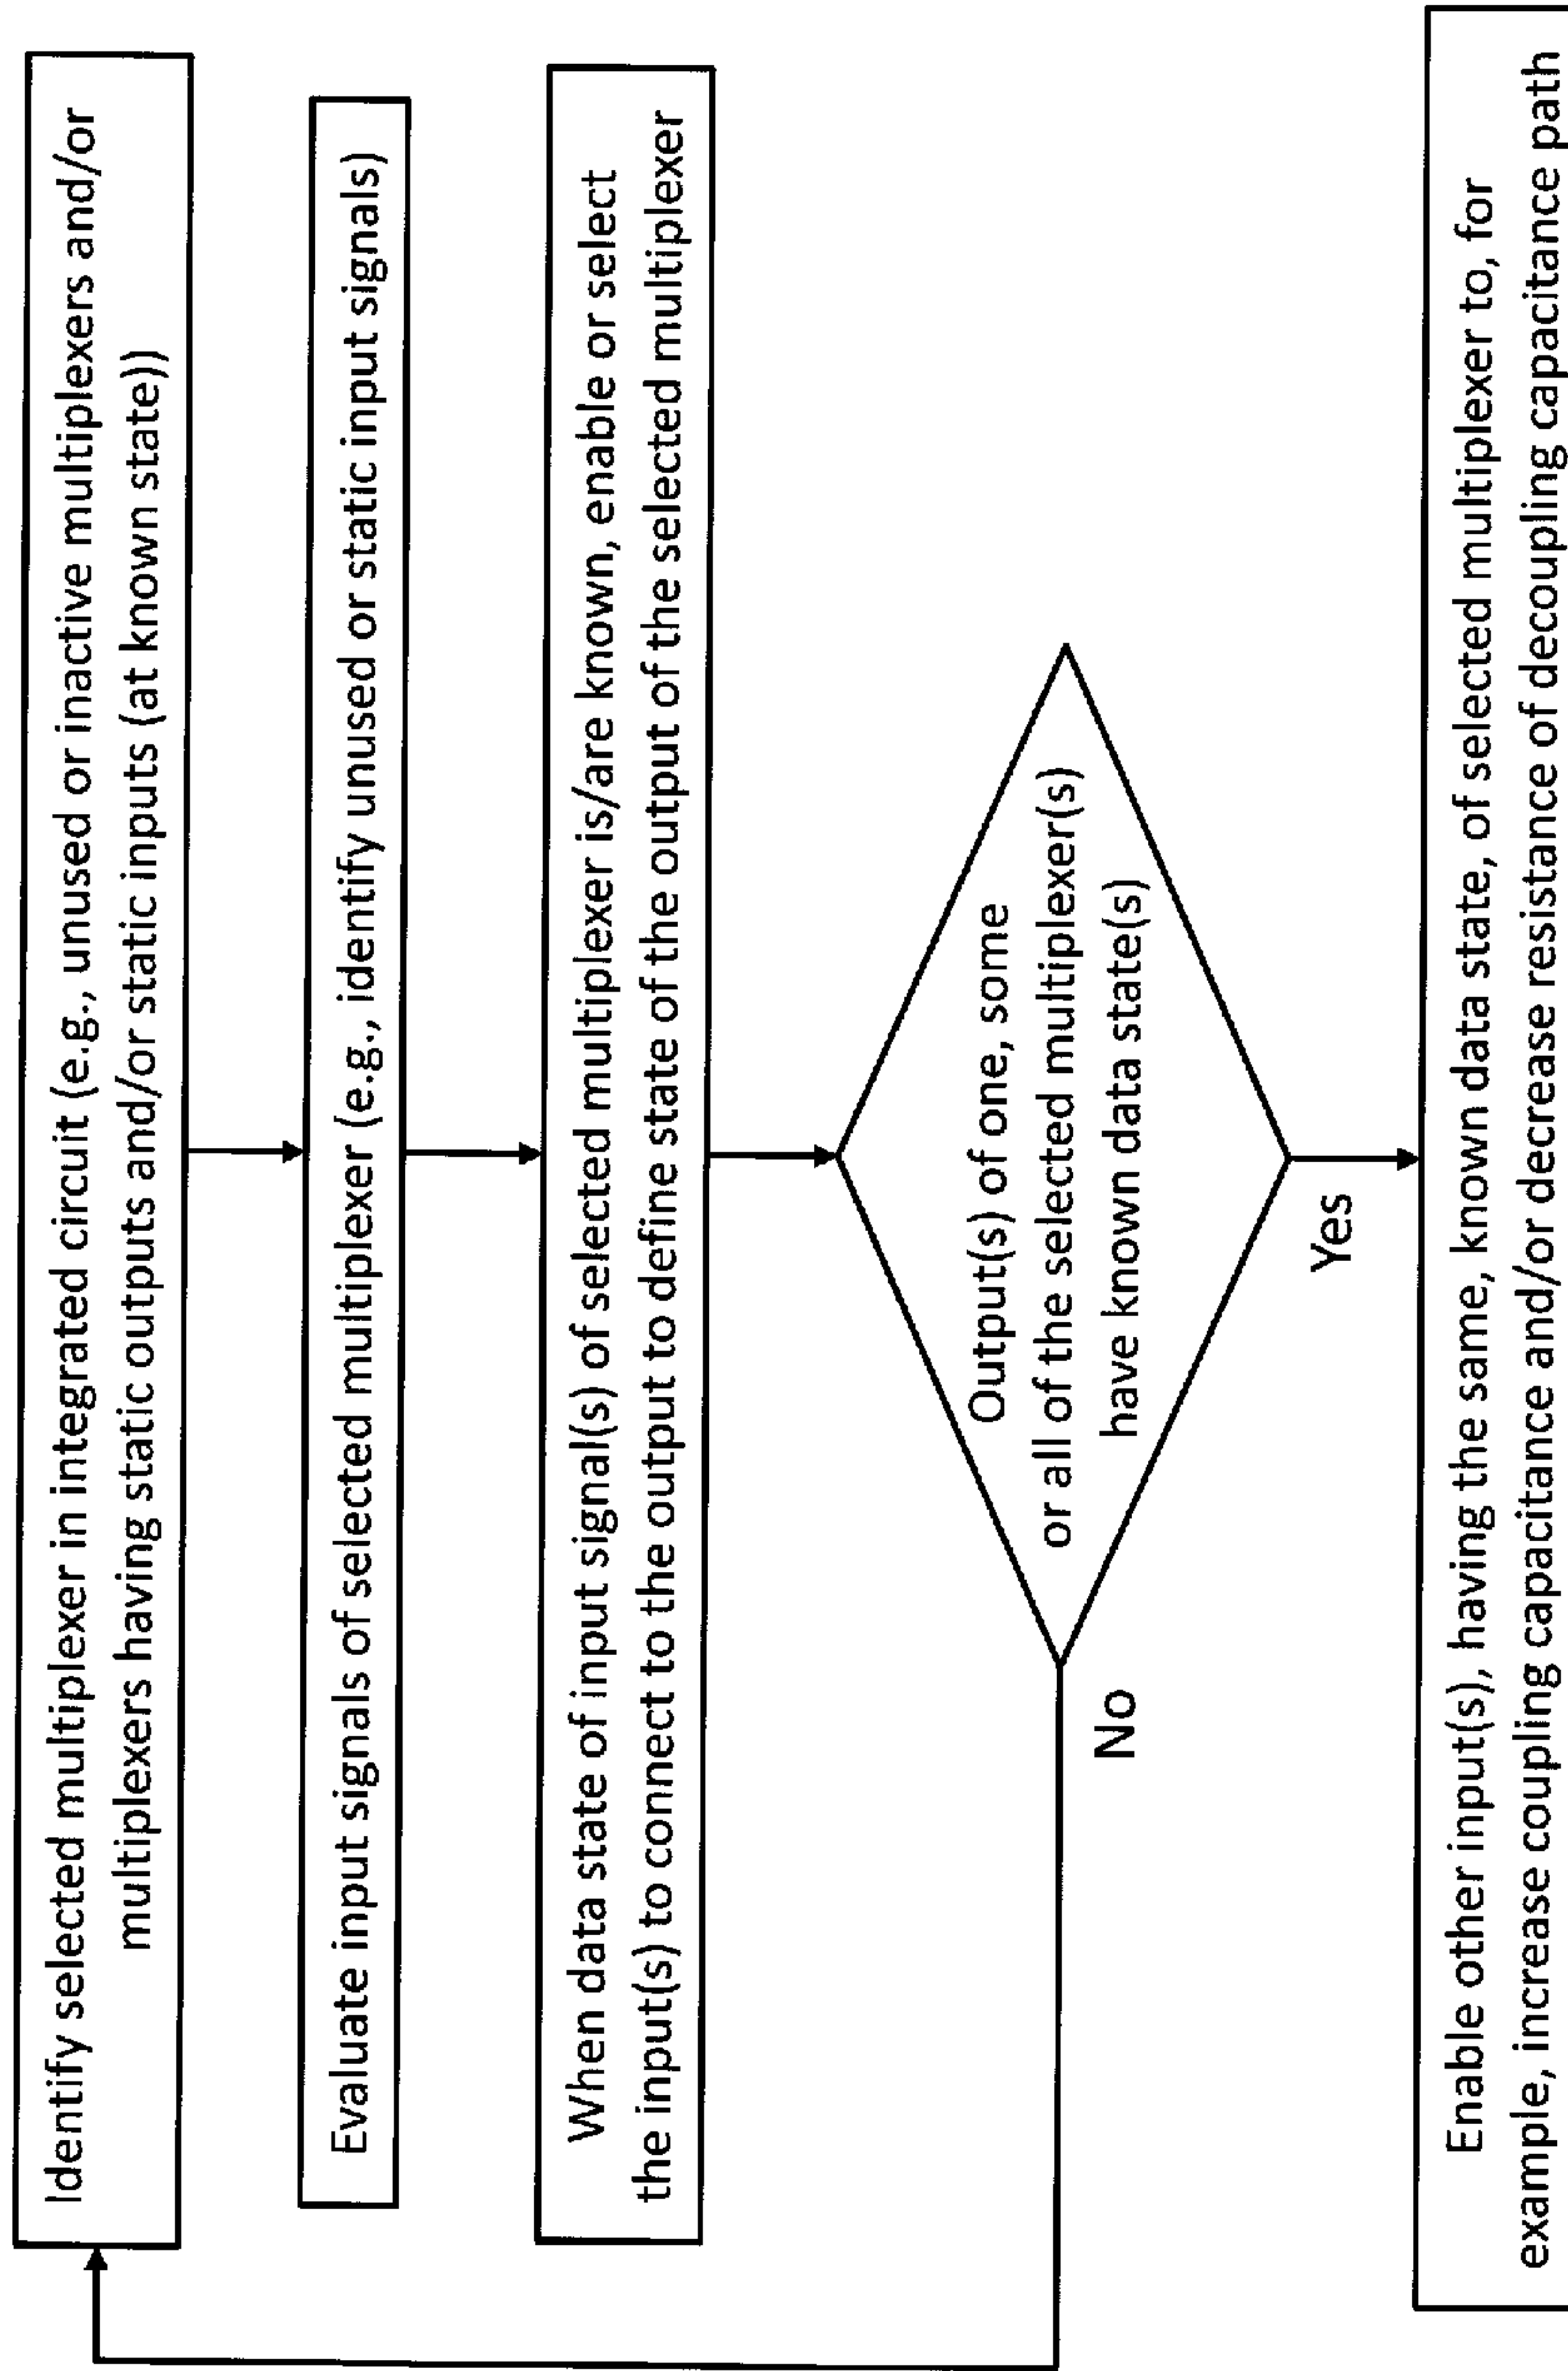 Identify selected multiplexer in integrated circuit (e.g., unused or inactive multiplexers and/or
multiplexers having static outputs and/or static inputs (at known state))
Evaluate input signals of selected multiplexer (e.g., identify unused or static input signals)
When data state of input signal(s) of selected multiplexer is/are known, enable or select
the input(s) to connect to the output to define state of the output of the selected multiplexer
Output(s) of one, some
or all of the selected multiplexer(s)
have known data state(s)
No
Yes
Enable other input(s), having the same, known data state, of selected multiplexer to, for
example, increase coupling capacitance and/or decrease resistance of decoupling capacitance path